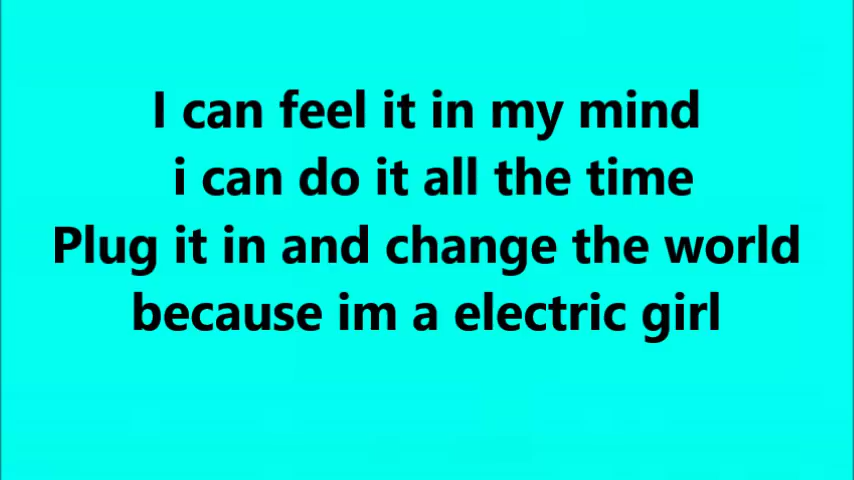 I can feel it in my mind
i can do it all the time
Plug it in and change the world
because im a electric girl